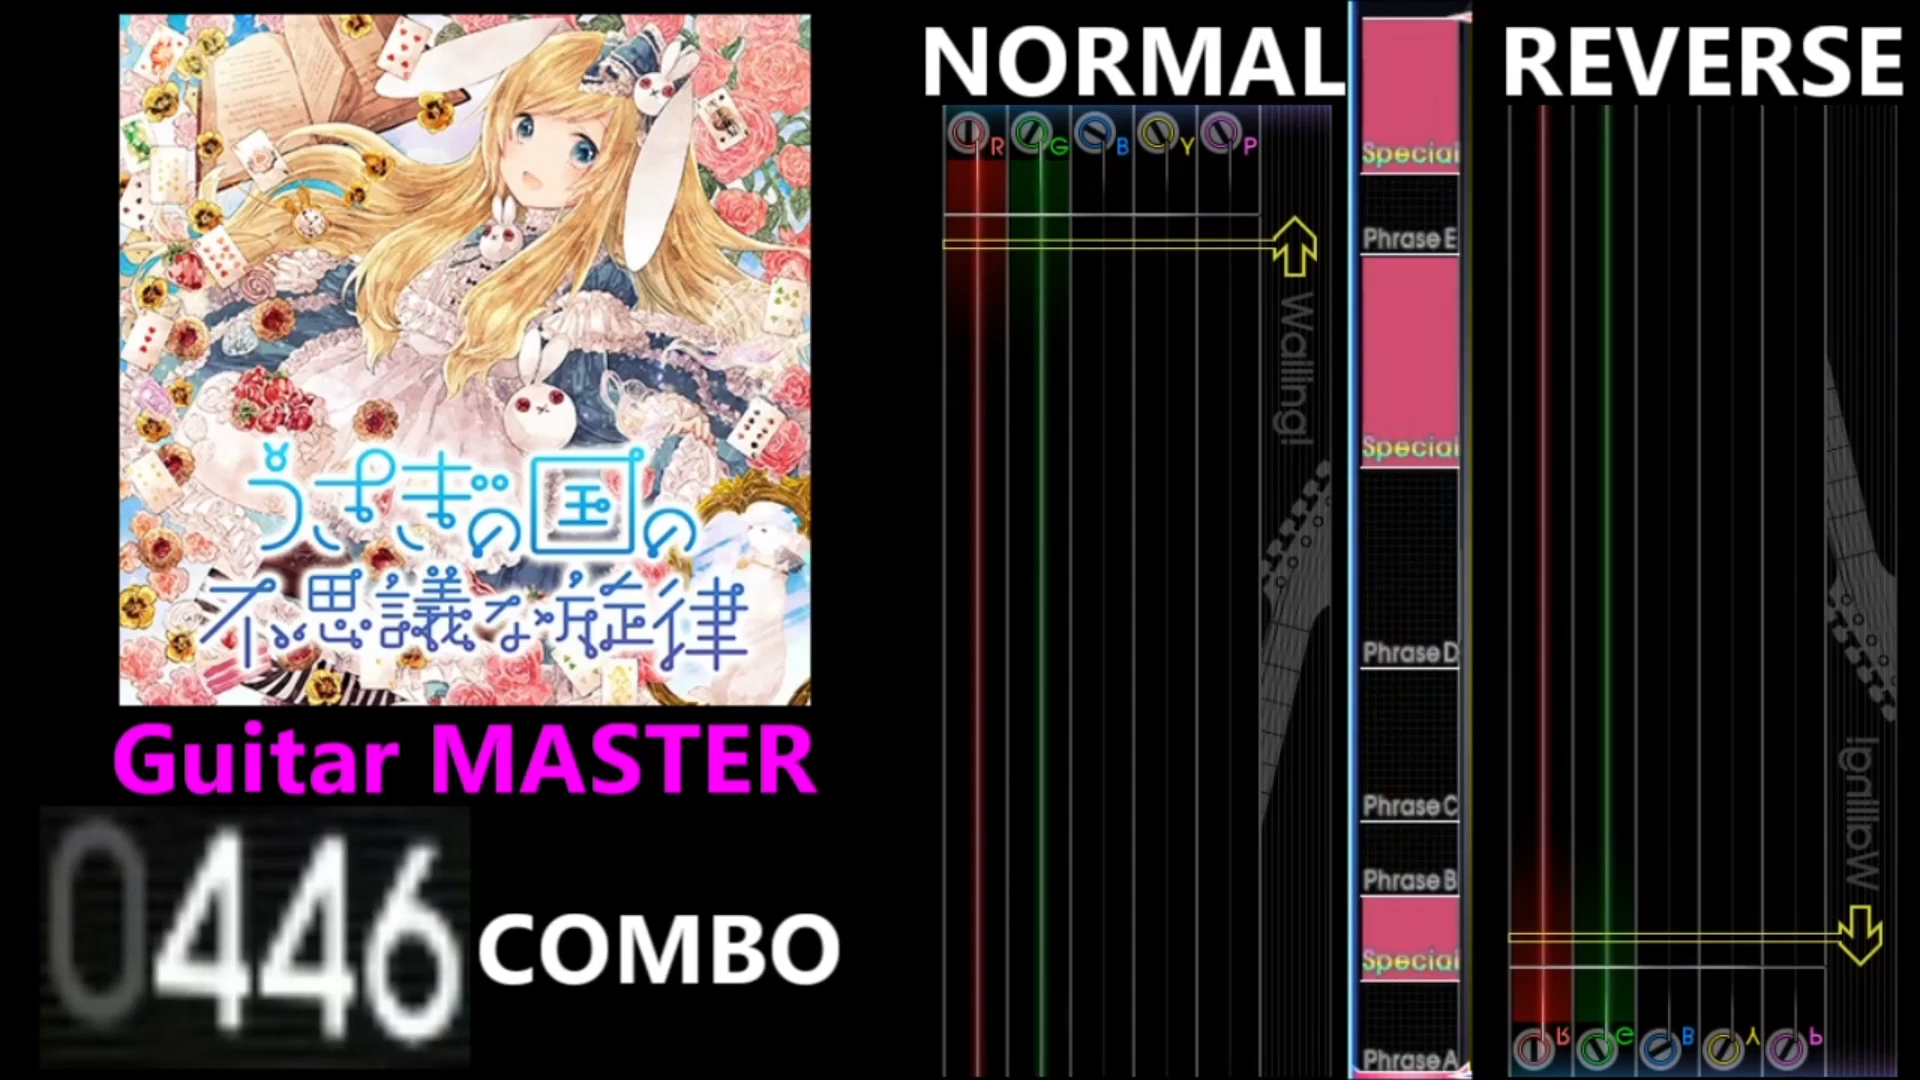 うさぎの国の
不思議な旋律
Guitar MASTER
0446 COMBO
NORMAL
R G B Y P
Wailing!
Special
Phrase E
Special
Phrase D
Phrase C
Phrase B
Special
Phrase A
REVERSE
Wailing!
R G B Y P